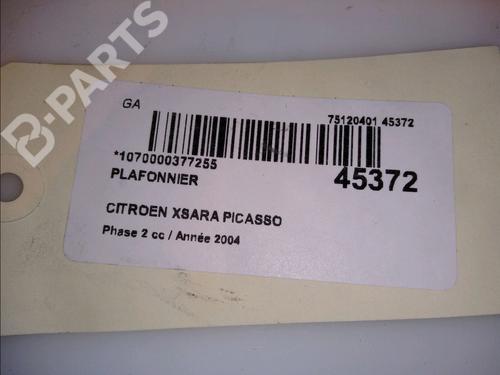 B-PARTS
GA
75120401 45372
*1070000377255
PLAFONNIER
45372
CITROEN XSARA PICASSO
Phase 2 cc / Année 2004